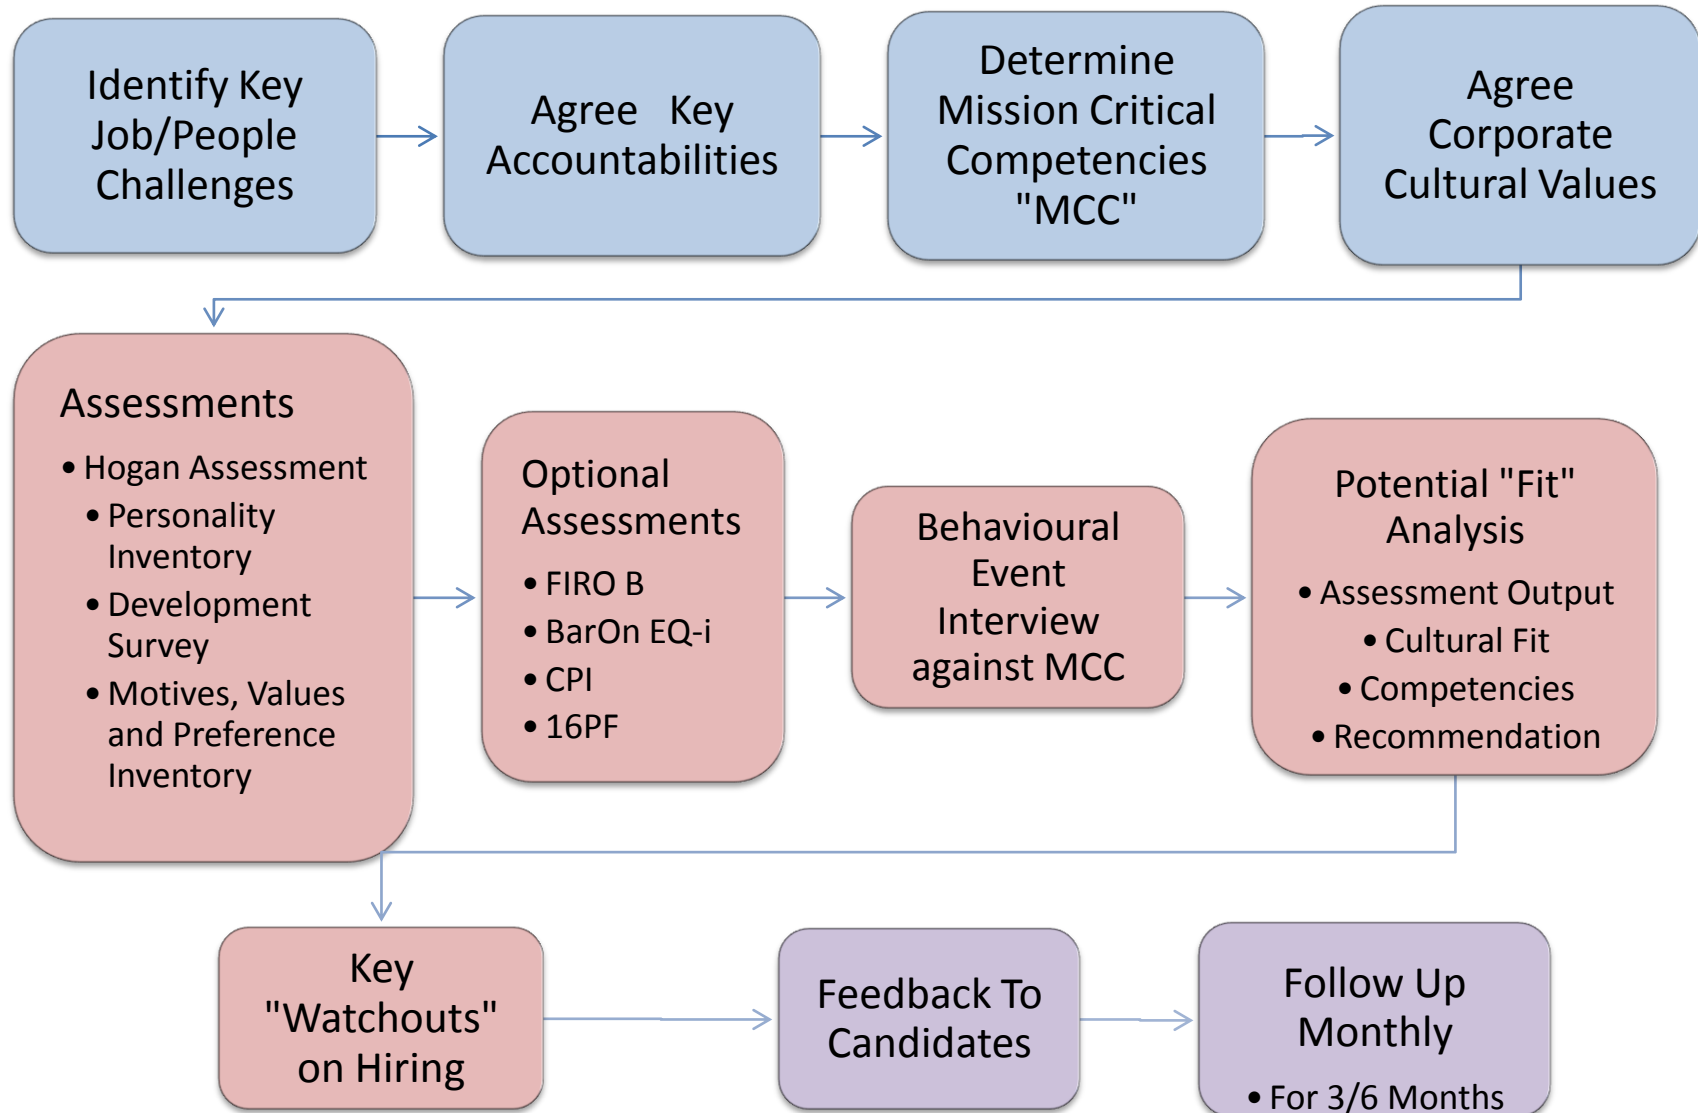 Identify Key
Job/People
Challenges
Agree Key
Accountabilities
Determine
Mission Critical
Competencies
"MCC"
Agree
Corporate
Cultural Values
Assessments
• Hogan Assessment
• Personality
Inventory
• Development
Survey
• Motives, Values
and Preference
Inventory
Optional
Assessments
• FIRO B
• BarOn EQ-i
• CPI
• 16PF
Behavioural
Event
Interview
against MCC
Potential "Fit"
Analysis
• Assessment Output
• Cultural Fit
• Competencies
• Recommendation
Key
"Watchouts"
on Hiring
Feedback To
Candidates
Follow Up
Monthly
• For 3/6 Months